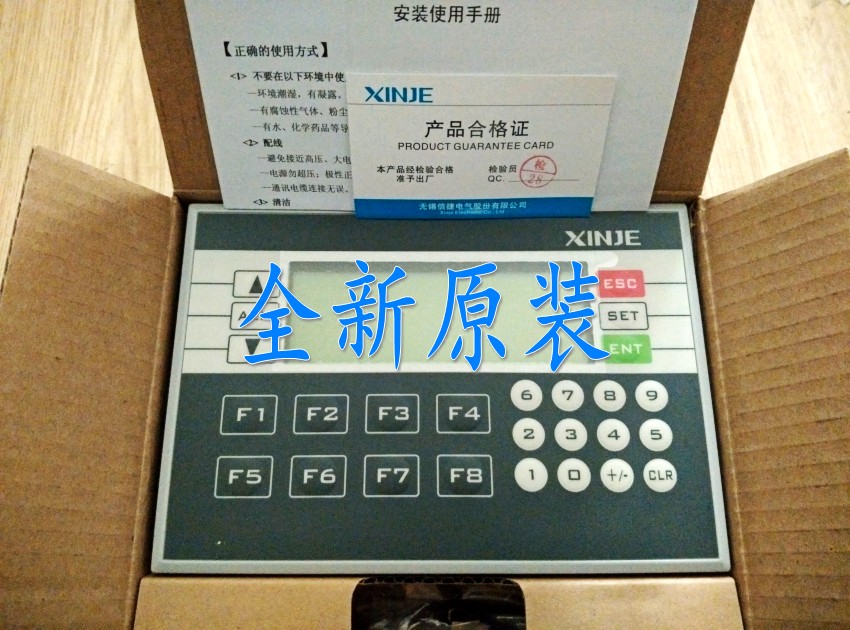 安装使用手册
【正确的使用方式】
<1> 不要在以下环境中使
—环境潮湿，有凝露，
—有腐蚀性气体、粉尘
—有水、化学药品等导
<2> 配线
—避免接近高压、大电
—电源勿超压；极性正
—通讯电缆连接无误。
<3> 清洁
XINJE
产品合格证
PRODUCT GUARANTEE CARD
本产品经检验合格
准予出厂
检验员
QC.
检
28
无锡信捷电气股份有限公司
Xinje Electronic Co., Ltd
XINJE
ESC
SET
ENT
全新原装
F1 F2 F3 F4
F5 F6 F7 F8
6 7 8 9
2 3 4 5
1 0 +/- CLR